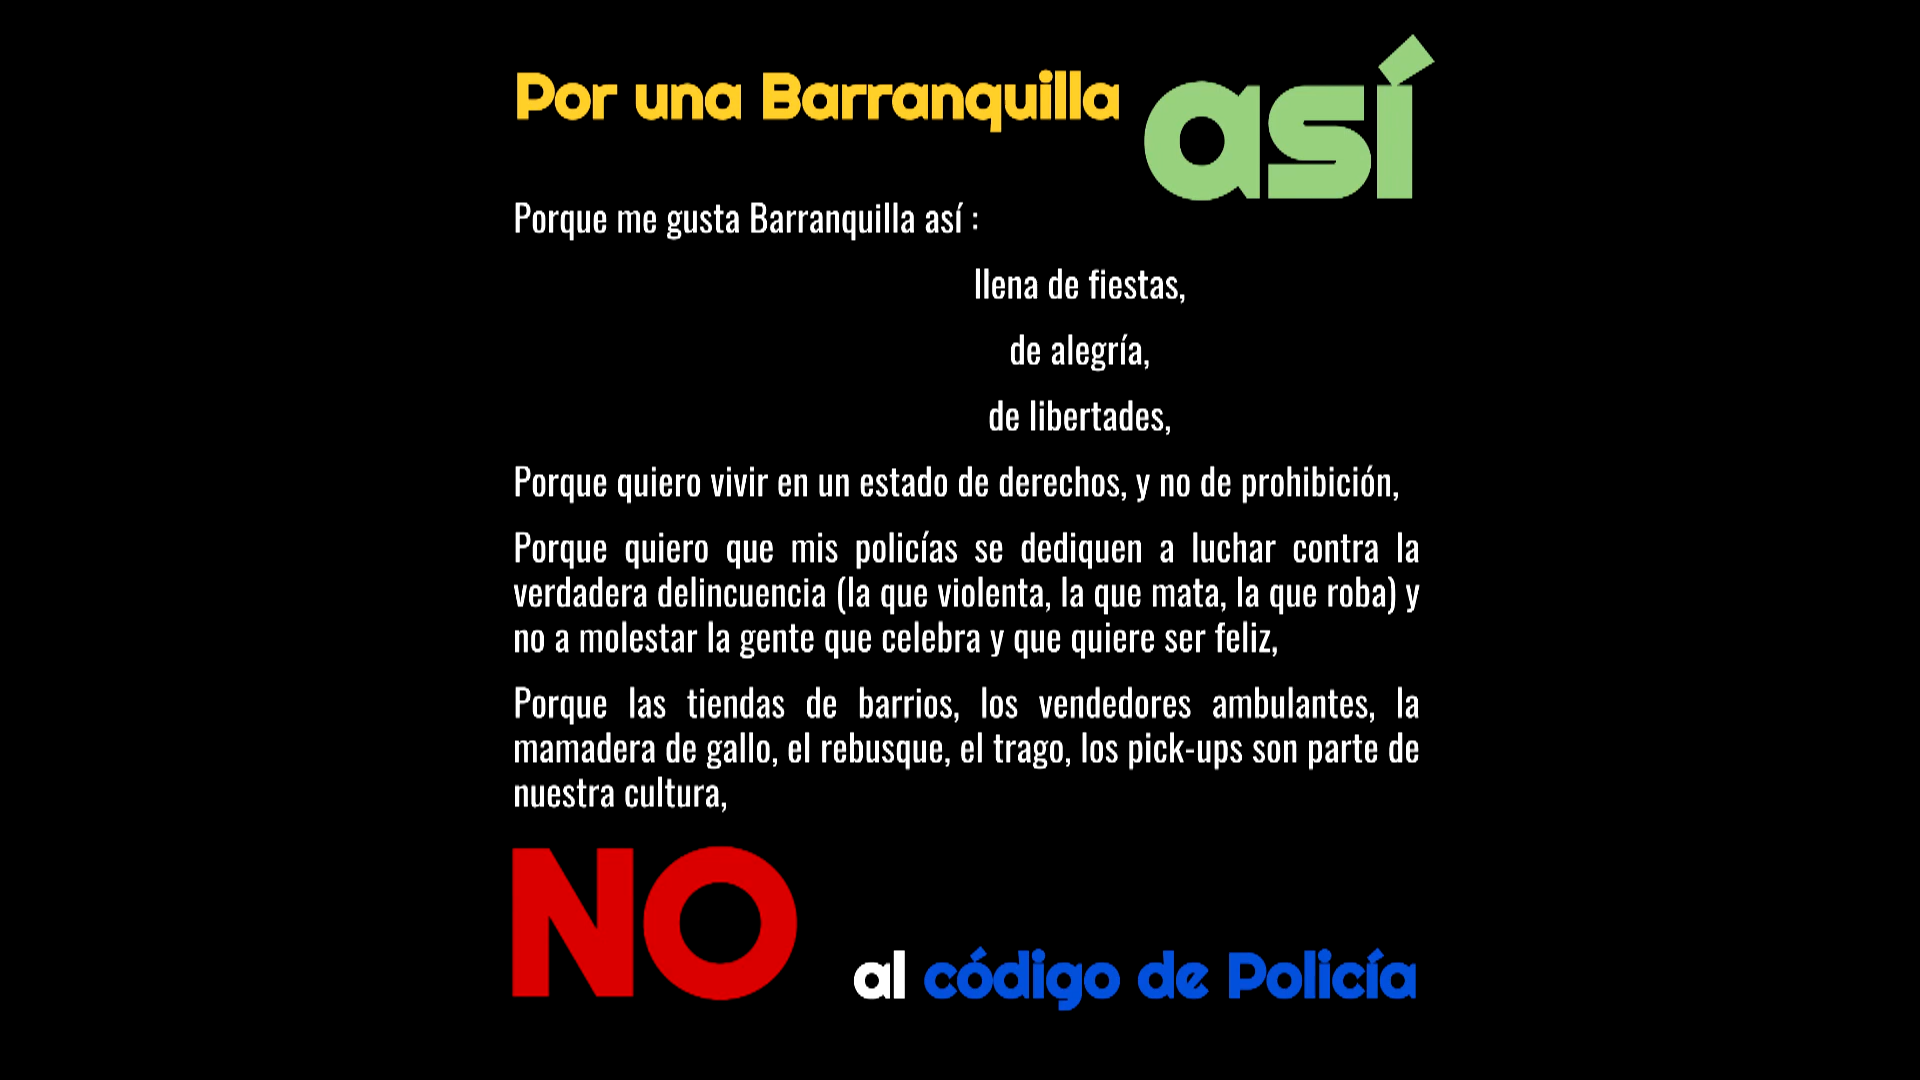 Por una Barranquilla así
Porque me gusta Barranquilla así :
llena de fiestas,
de alegría,
de libertades,
Porque quiero vivir en un estado de derechos, y no de prohibición,
Porque quiero que mis policías se dediquen a luchar contra la
verdadera delincuencia (la que violenta, la que mata, la que roba) y
no a molestar la gente que celebra y que quiere ser feliz,
Porque las tiendas de barrios, los vendedores ambulantes, la
mamadera de gallo, el rebusque, el trago, los pick-ups son parte de
nuestra cultura,
NO al código de Policía